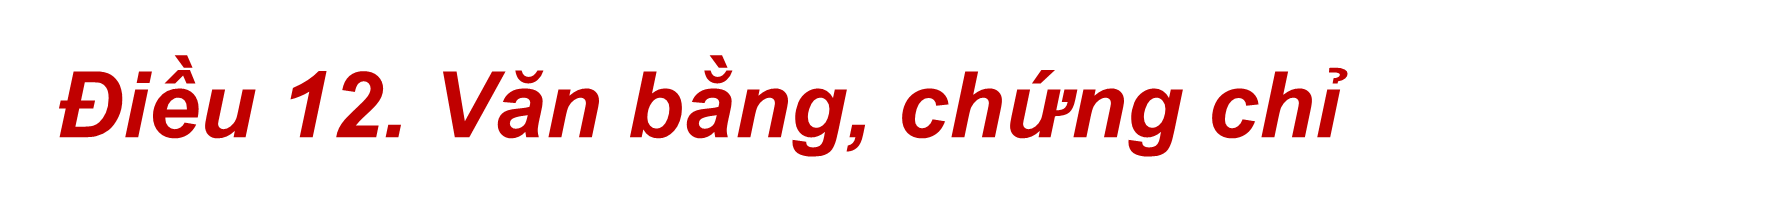 Điều 12. Văn bằng, chứng chỉ